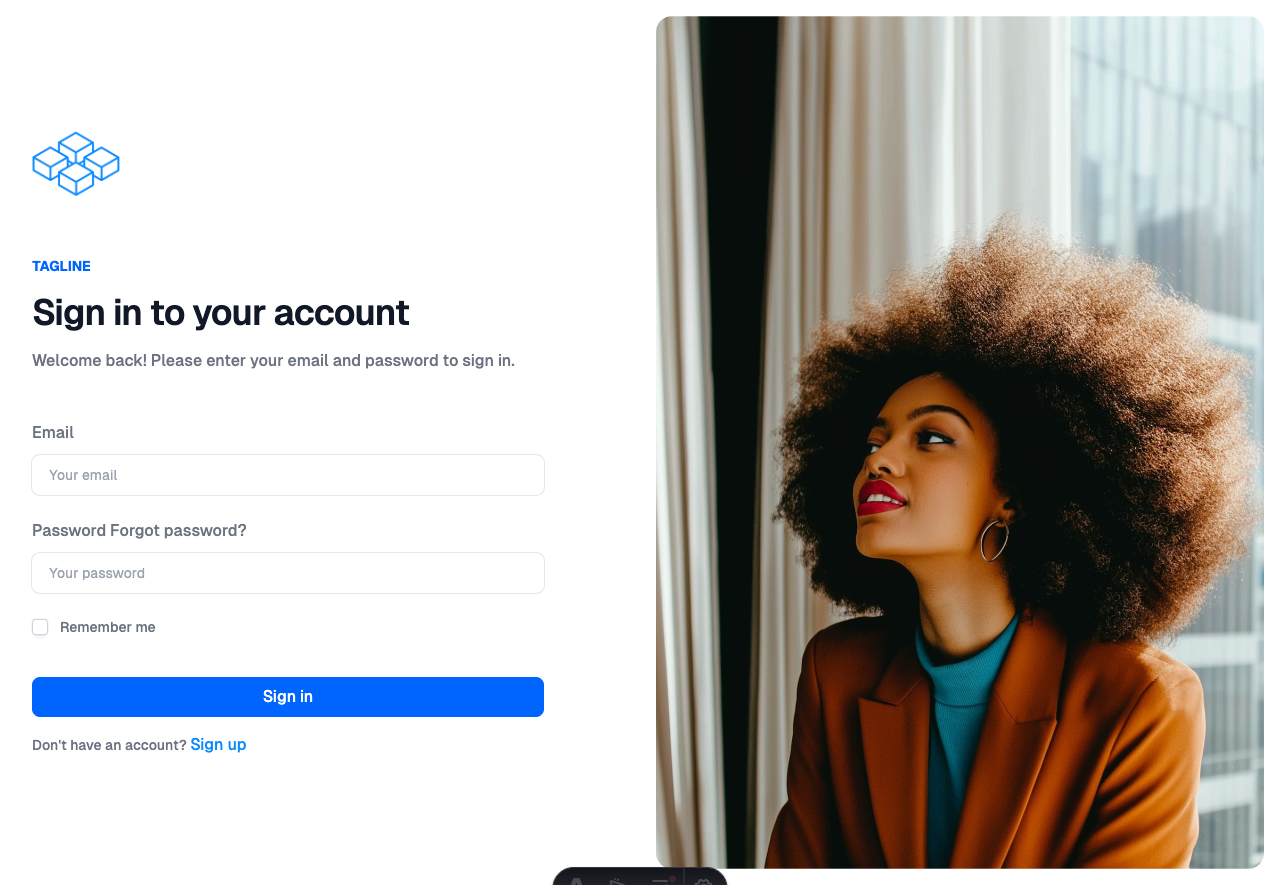 TAGLINE
Sign in to your account
Welcome back! Please enter your email and password to sign in.
Email
Your email
Password Forgot password?
Your password
Remember me
Sign in
Don't have an account? Sign up